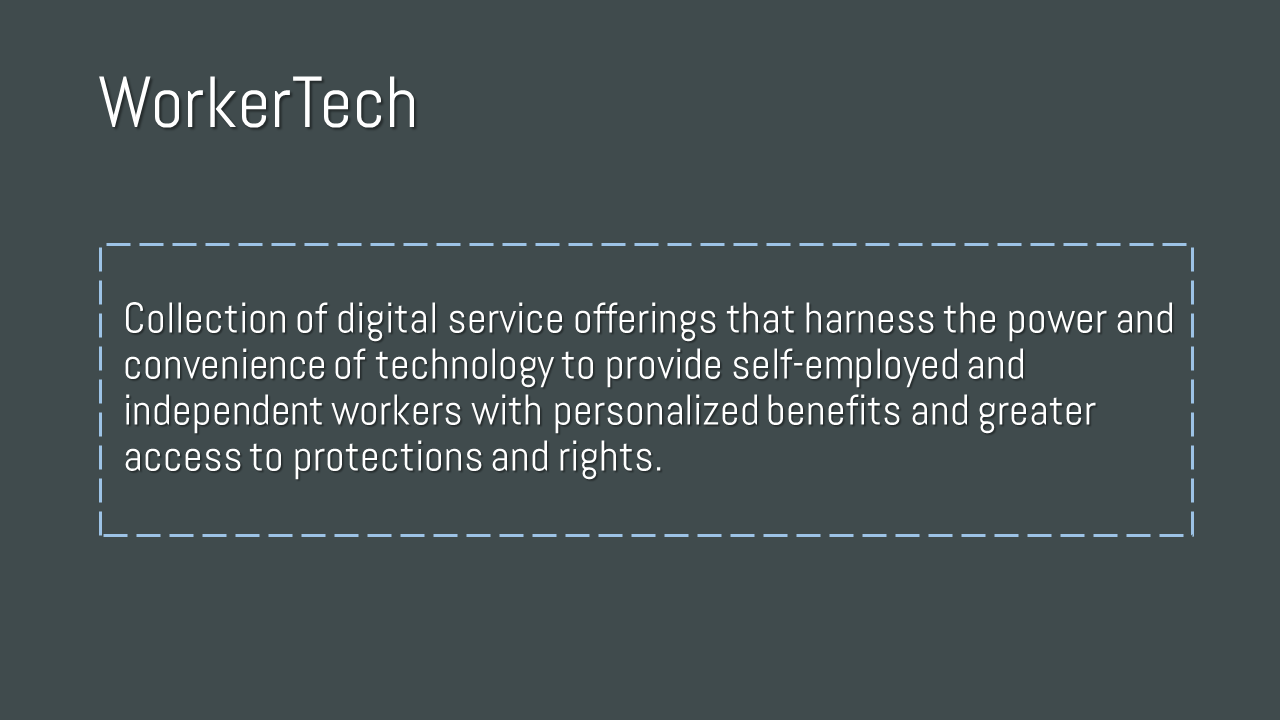 WorkerTech
Collection of digital service offerings that harness the power and
convenience of technology to provide self-employed and
independent workers with personalized benefits and greater
access to protections and rights.